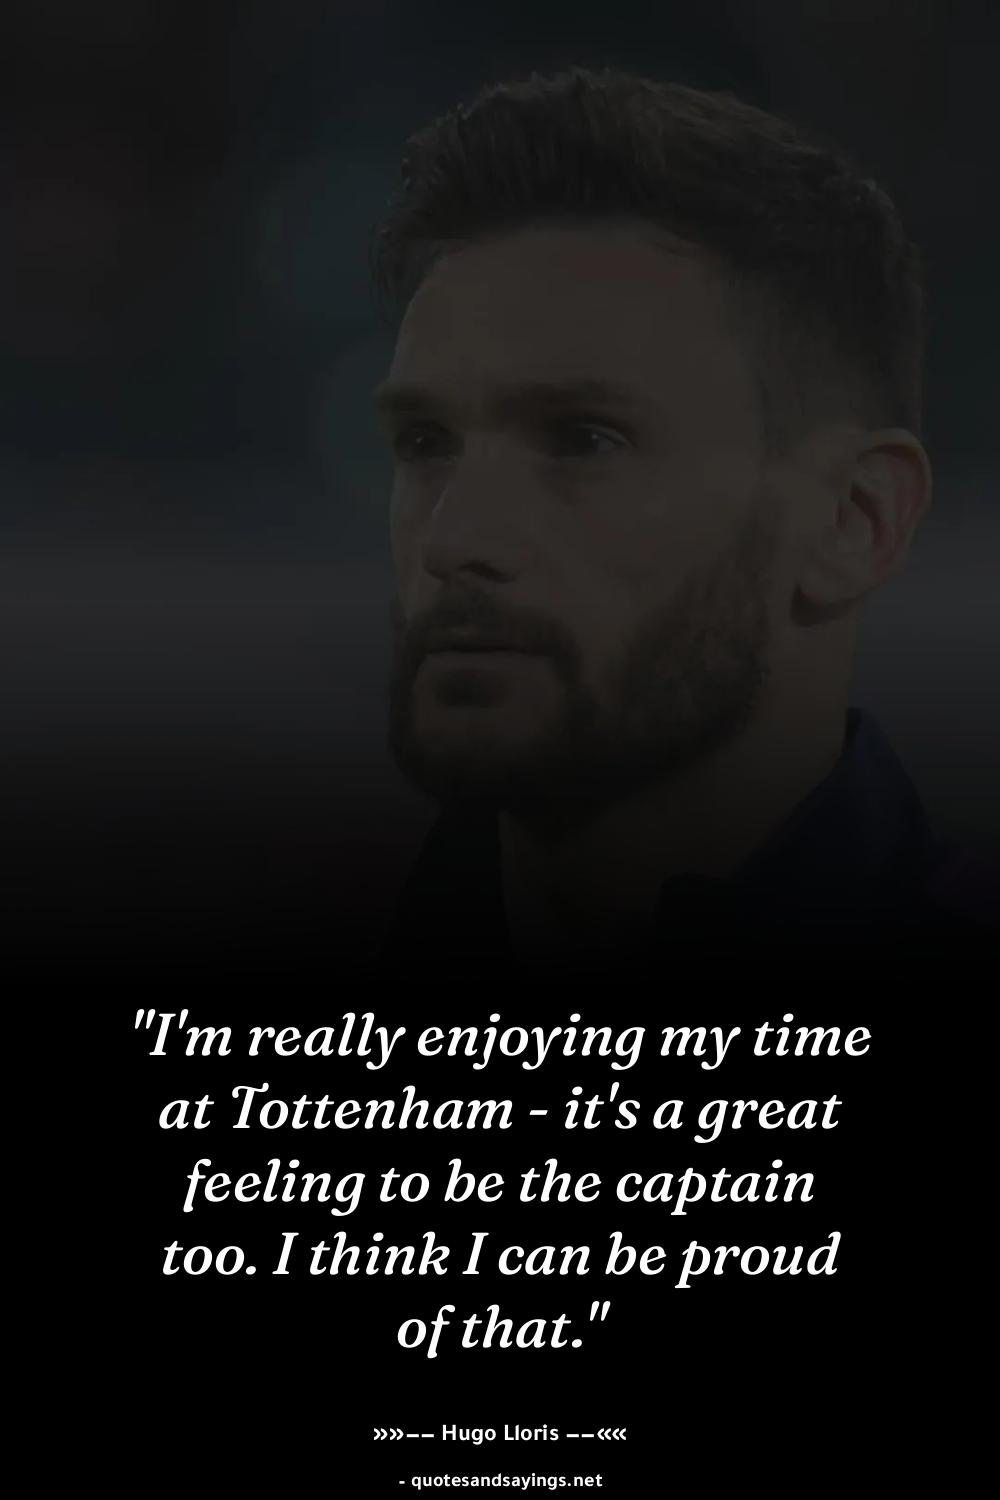 "I'm really enjoying my time
at Tottenham - it's a great
feeling to be the captain
too. I think I can be proud
of that."
»»−− Hugo Lloris −−««
- quotesandsayings.net